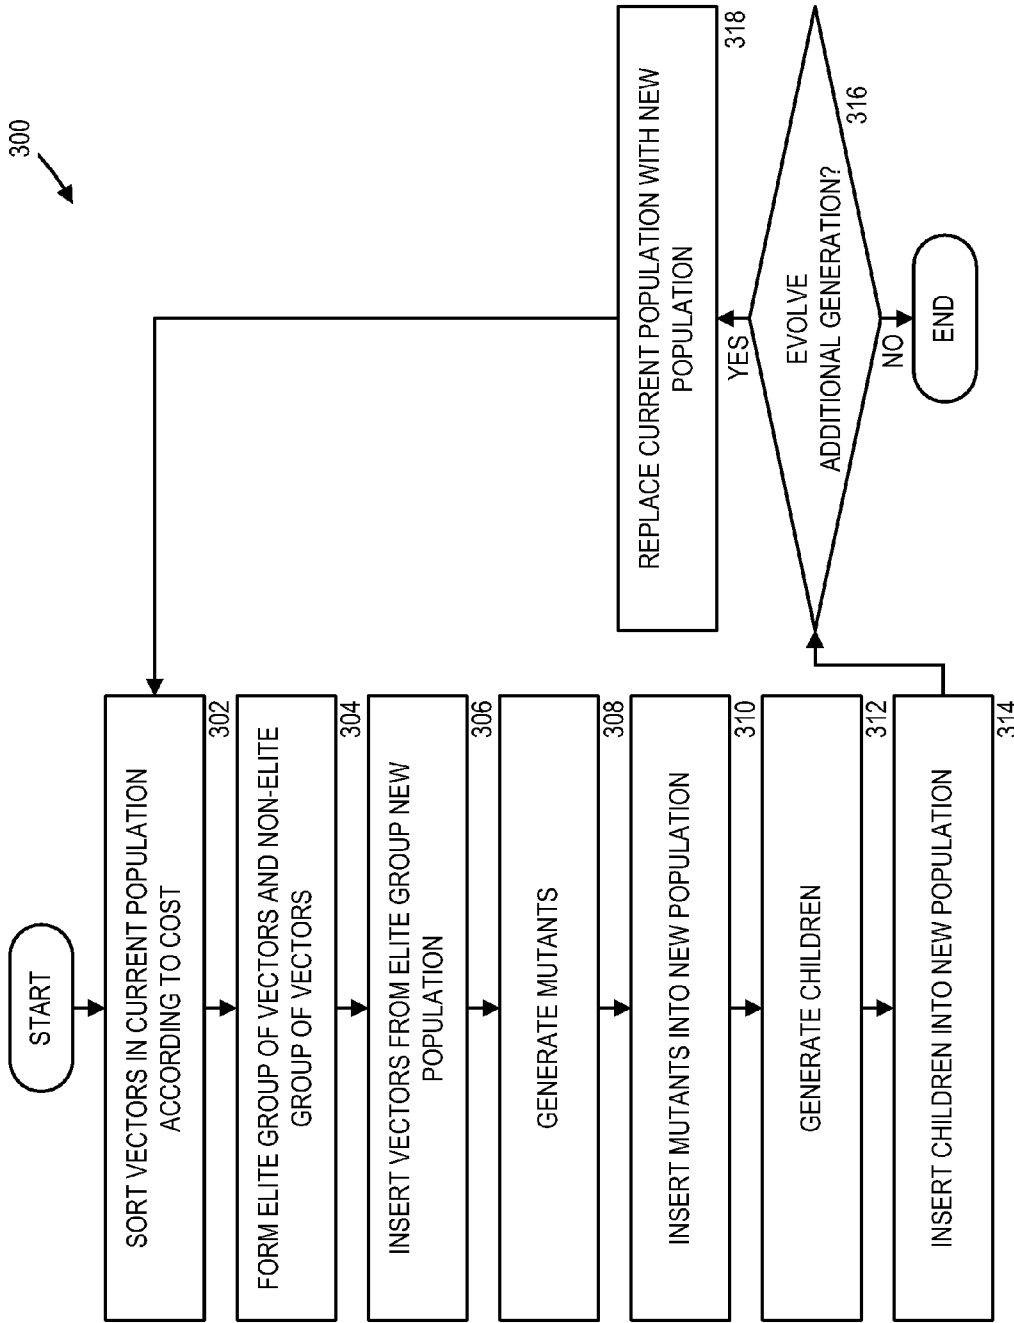 300
START
SORT VECTORS IN CURRENT POPULATION
ACCORDING TO COST
302
FORM ELITE GROUP OF VECTORS AND NON-ELITE
GROUP OF VECTORS
304
INSERT VECTORS FROM ELITE GROUP NEW
POPULATION
306
GENERATE MUTANTS
308
INSERT MUTANTS INTO NEW POPULATION
310
GENERATE CHILDREN
312
INSERT CHILDREN INTO NEW POPULATION
314
REPLACE CURRENT POPULATION WITH NEW
POPULATION
318
YES
EVOLVE
ADDITIONAL GENERATION?
316
NO
END